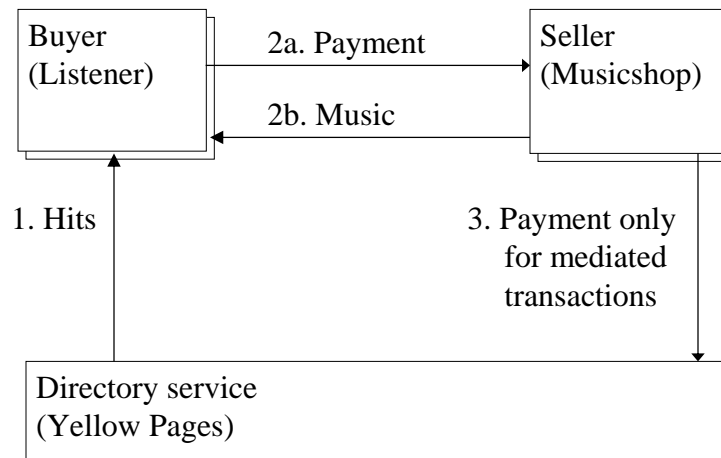 Buyer
(Listener)
2a. Payment
2b. Music
Seller
(Musicshop)
1. Hits
3. Payment only
for mediated
transactions
Directory service
(Yellow Pages)